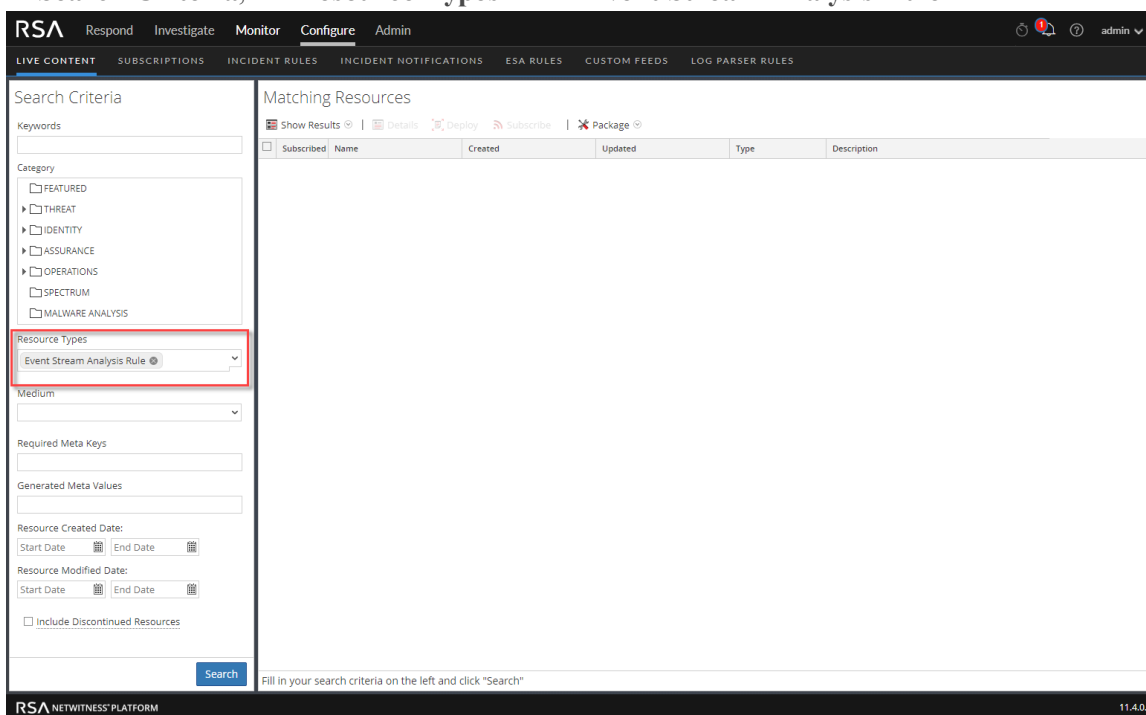 RSA Respond Investigate Monitor Configure Admin 1 admin
LIVE CONTENT SUBSCRIPTIONS INCIDENT RULES INCIDENT NOTIFICATIONS ESA RULES CUSTOM FEEDS LOG PARSER RULES
Search Criteria
Keywords
Category
FEATURED
THREAT
IDENTITY
ASSURANCE
OPERATIONS
SPECTRUM
MALWARE ANALYSIS
Resource Types
Event Stream Analysis Rule
Medium
Required Meta Keys
Generated Meta Values
Resource Created Date:
Start Date End Date
Resource Modified Date:
Start Date End Date
Include Discontinued Resources
Search
Matching Resources
Show Results | Details Deploy Subscribe | Package
Subscribed Name Created Updated Type Description
Fill in your search criteria on the left and click "Search"
RSA NETWITNESS® PLATFORM 11.4.0